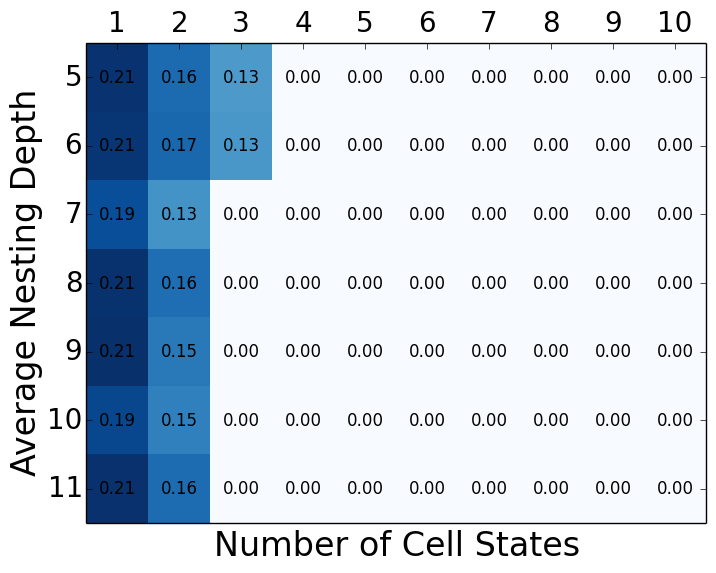 1 2 3 4 5 6 7 8 9 10
Average Nesting Depth
5 0.21 0.16 0.13 0.00 0.00 0.00 0.00 0.00 0.00 0.00
6 0.21 0.17 0.13 0.00 0.00 0.00 0.00 0.00 0.00 0.00
7 0.19 0.13 0.00 0.00 0.00 0.00 0.00 0.00 0.00 0.00
8 0.21 0.16 0.00 0.00 0.00 0.00 0.00 0.00 0.00 0.00
9 0.21 0.15 0.00 0.00 0.00 0.00 0.00 0.00 0.00 0.00
10 0.19 0.15 0.00 0.00 0.00 0.00 0.00 0.00 0.00 0.00
11 0.21 0.16 0.00 0.00 0.00 0.00 0.00 0.00 0.00 0.00
Number of Cell States